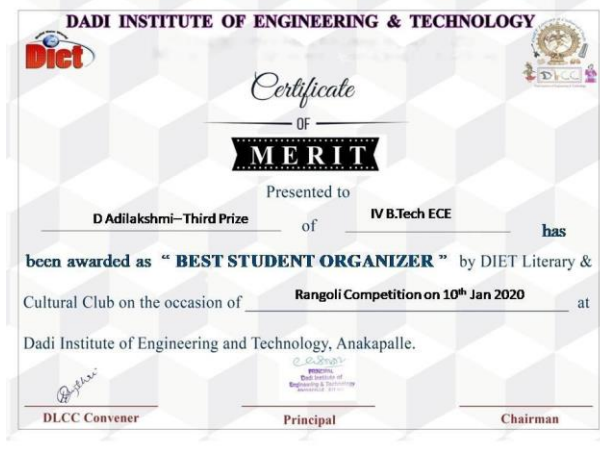 DADI INSTITUTE OF ENGINEERING & TECHNOLOGY
Diet
DLCC
Certificate
OF
MERIT
Presented to
D Adilakshmi–Third Prize of IV B.Tech ECE has
been awarded as “ BEST STUDENT ORGANIZER ” by DIET Literary &
Cultural Club on the occasion of Rangoli Competition on 10th Jan 2020 at
Dadi Institute of Engineering and Technology, Anakapalle.
PRINCIPAL
Dadi Institute of
Engineering & Technology
DLCC Convener Principal Chairman